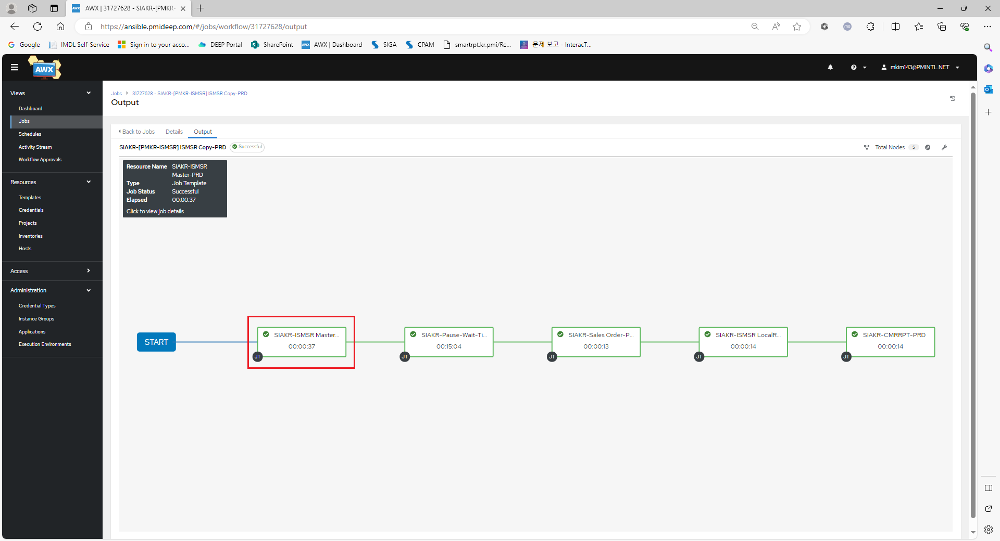 AWX | 31727628 - SIAKR-[PMKR-
https://ansible.pmideep.com/#/jobs/workflow/31727628/output
Google
IMDL Self-Service
Sign in to your acco...
DEEP Portal
SharePoint
AWX | Dashboard
SIGA
CPAM
smartrpt.kr.pmi/Re...
문제 보고 - InteracT...
AWX
mkim143@PMINTL.NET
Views
Dashboard
Jobs
Schedules
Activity Stream
Workflow Approvals
Resources
Templates
Credentials
Projects
Inventories
Hosts
Access
Administration
Credential Types
Instance Groups
Applications
Execution Environments
Jobs > 31727628 - SIAKR-[PMKR-ISMSR] ISMSR Copy-PRD
Output
Back to Jobs
Details
Output
SIAKR-[PMKR-ISMSR] ISMSR Copy-PRD
Successful
Total Nodes 5
Resource Name SIAKR-ISMSR
Master-PRD
Type Job Template
Job Status Successful
Elapsed 00:00:37
Click to view job details
START
SIAKR-ISMSR Master...
00:00:37
JT
SIAKR-Pause-Wait-Ti...
00:15:04
JT
SIAKR-Sales Order-P...
00:00:13
JT
SIAKR-ISMSR LocalR...
00:00:14
JT
SIAKR-CMRRPT-PRD
00:00:14
JT